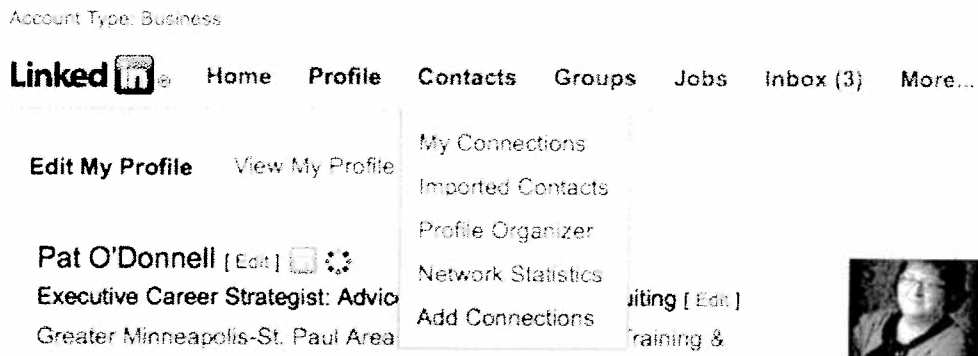 Account Type: Business
Linked in ® Home Profile Contacts Groups Jobs Inbox (3) More...
My Connections
Edit My Profile View My Profile
Imported Contacts
Profile Organizer
Pat O'Donnell [Edit]
Network Statistics
Executive Career Strategist: Advic uiting [Edit]
Add Connections
Greater Minneapolis-St. Paul Area raining &